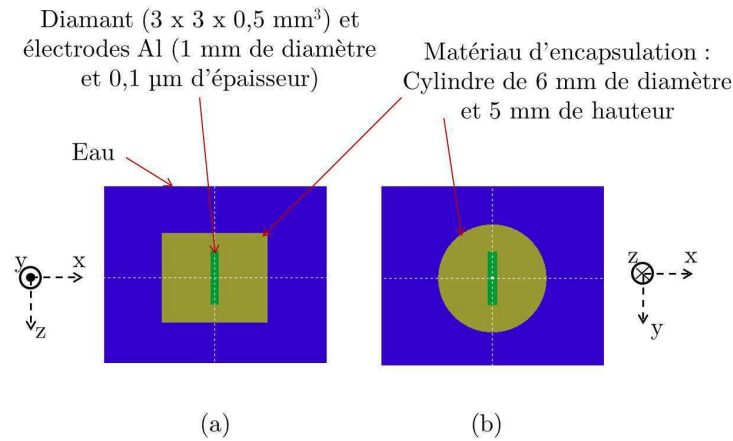 Diamant (3 x 3 x 0,5 mm³) et
électrodes Al (1 mm de diamètre
et 0,1 µm d'épaisseur)
Matériau d'encapsulation :
Cylindre de 6 mm de diamètre
et 5 mm de hauteur
Eau
y
x
z
z
x
y
(a)
(b)